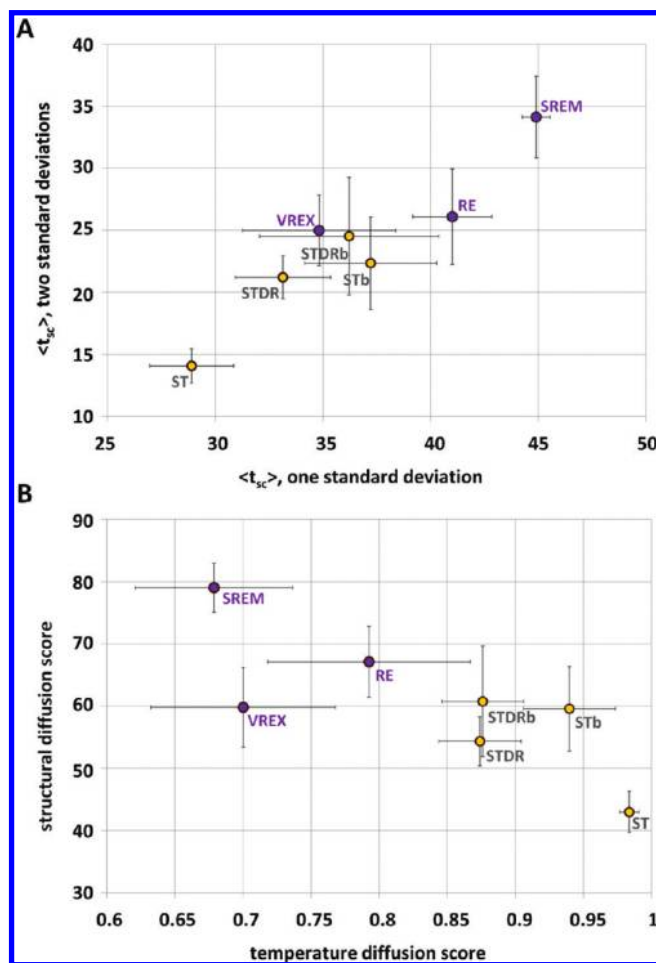 A
40
35
30
25
20
15
10
<t_sc>, two standard deviations
SREM
RE
VREX
STDRb
STb
STDR
ST
25 30 35 40 45 50
<t_sc>, one standard deviation
B
90
80
70
60
50
40
30
structural diffusion score
SREM
RE
VREX
STDRb
STb
STDR
ST
0.6 0.65 0.7 0.75 0.8 0.85 0.9 0.95 1
temperature diffusion score